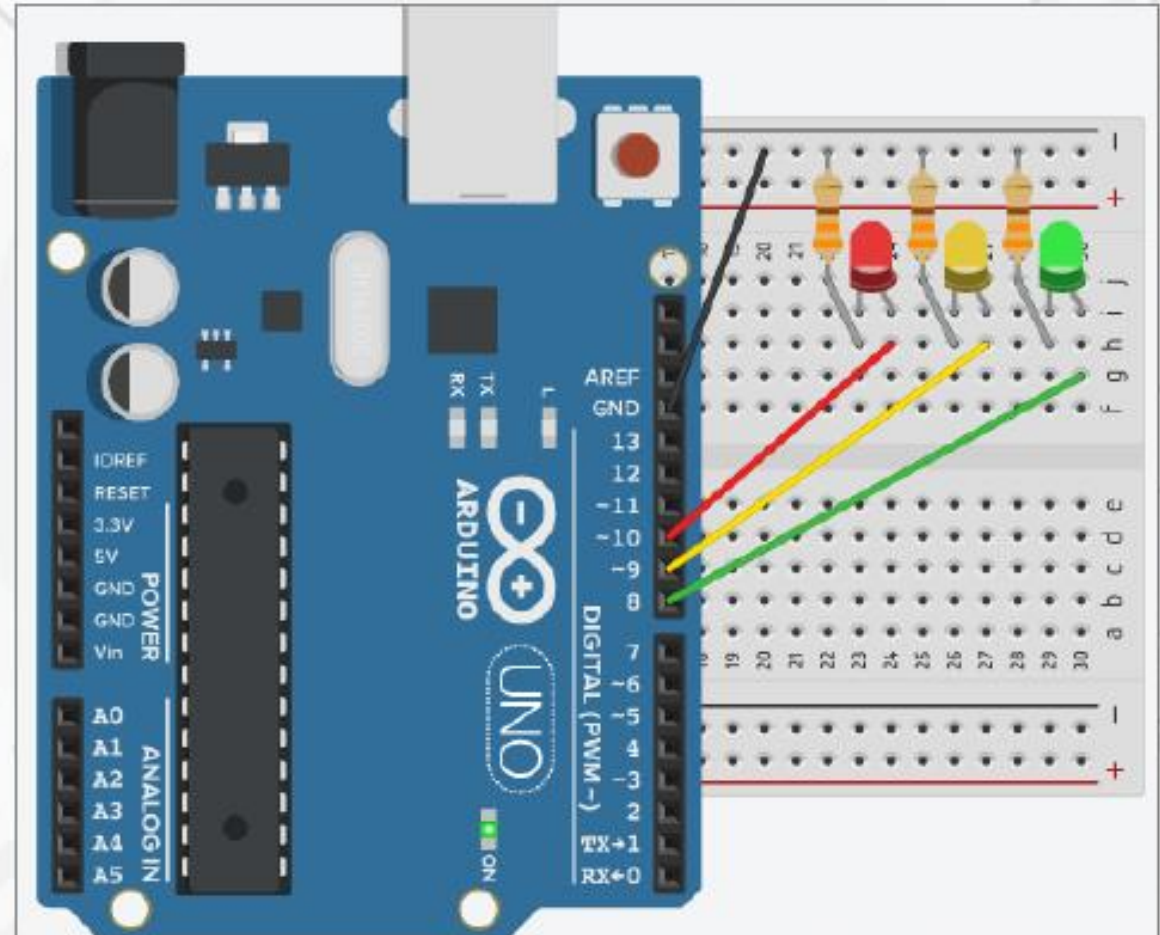 RX
TX
L
AREF
GND
13
12
~11
~10
~9
8
IOREF
RESET
3.3V
5V
GND
GND
Vin
POWER
A0
A1
A2
A3
A4
A5
ANALOG IN
ARDUINO
UNO
ON
DIGITAL (PWM~)
7
~6
~5
4
~3
2
TX→1
RX←0
−
+
20 21
j
i
h
g
f
e
d
c
b
a
19 20 21 22 23 24 25 26 27 28 29 30
−
+